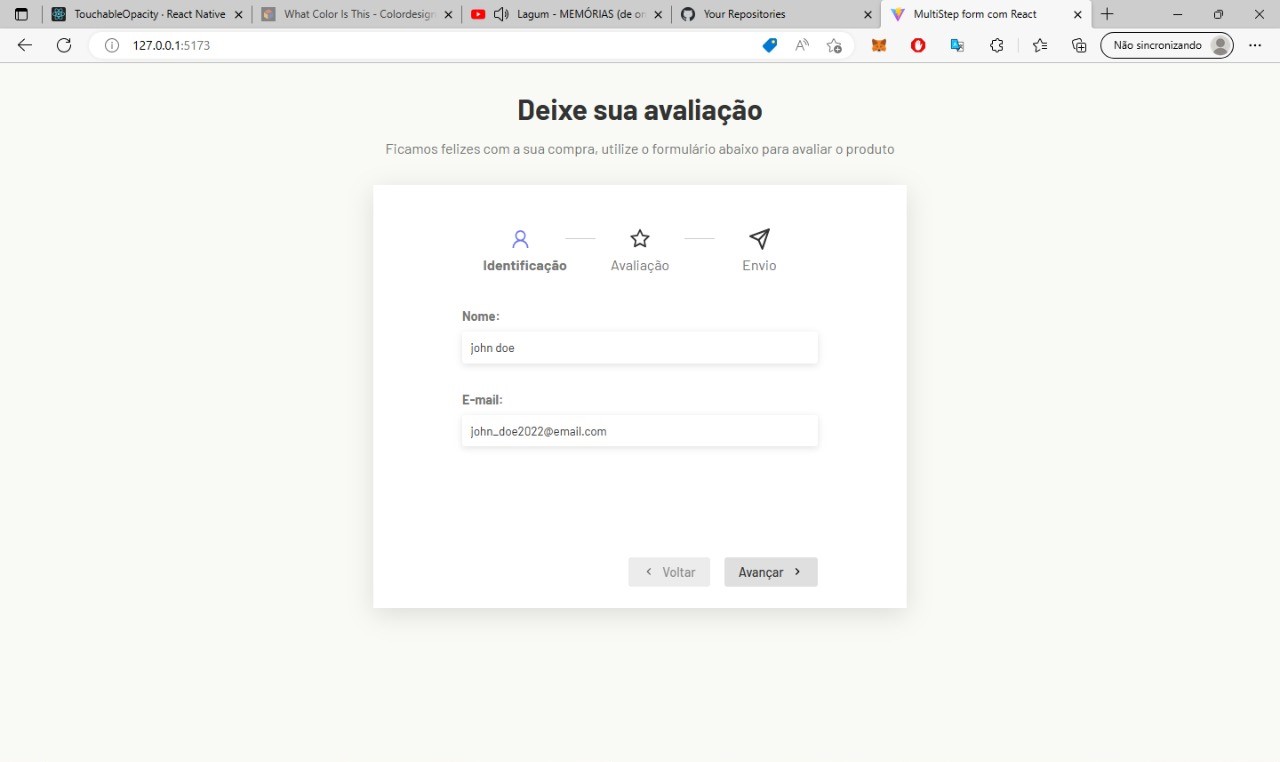 TouchableOpacity · React Native
What Color Is This - Colordesign
Lagum - MEMÓRIAS (de on
Your Repositories
MultiStep form com React
127.0.0.1:5173
Não sincronizando
Deixe sua avaliação
Ficamos felizes com a sua compra, utilize o formulário abaixo para avaliar o produto
Identificação
Avaliação
Envio
Nome:
john doe
E-mail:
john_doe2022@email.com
Voltar
Avançar